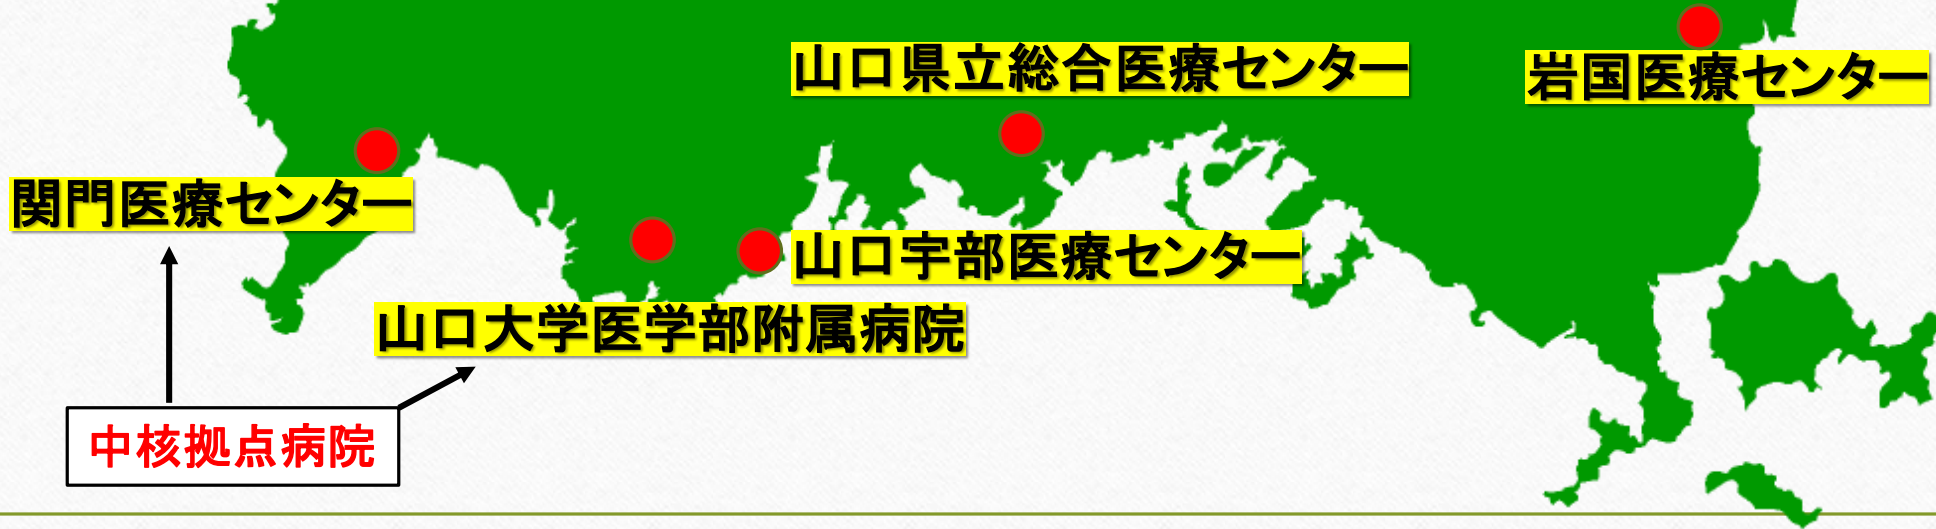 山口県立総合医療センター
岩国医療センター
関門医療センター
山口宇部医療センター
山口大学医学部附属病院
中核拠点病院